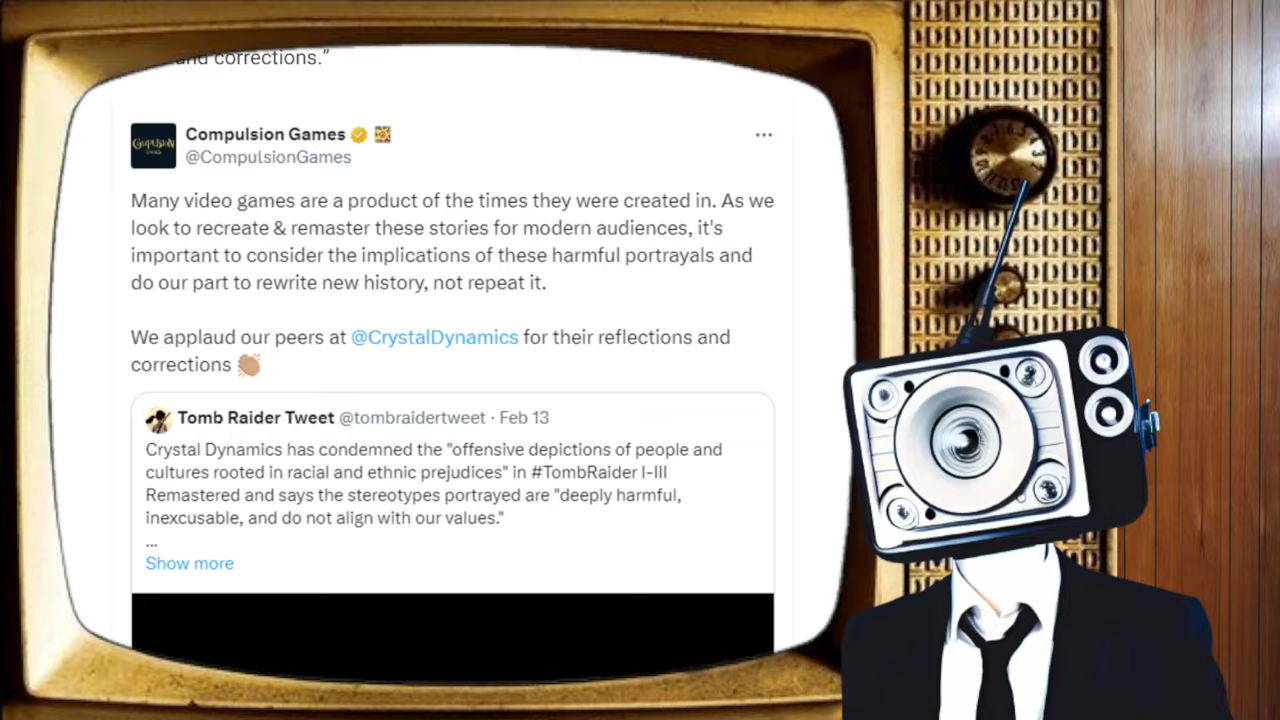 and corrections.”
Compulsion Games
@CompulsionGames
Many video games are a product of the times they were created in. As we
look to recreate & remaster these stories for modern audiences, it's
important to consider the implications of these harmful portrayals and
do our part to rewrite new history, not repeat it.
We applaud our peers at @CrystalDynamics for their reflections and
corrections 👏🏽
Tomb Raider Tweet @tombraidertweet · Feb 13
Crystal Dynamics has condemned the "offensive depictions of people and
cultures rooted in racial and ethnic prejudices" in #TombRaider I-III
Remastered and says the stereotypes portrayed are "deeply harmful,
inexcusable, and do not align with our values."
...
Show more